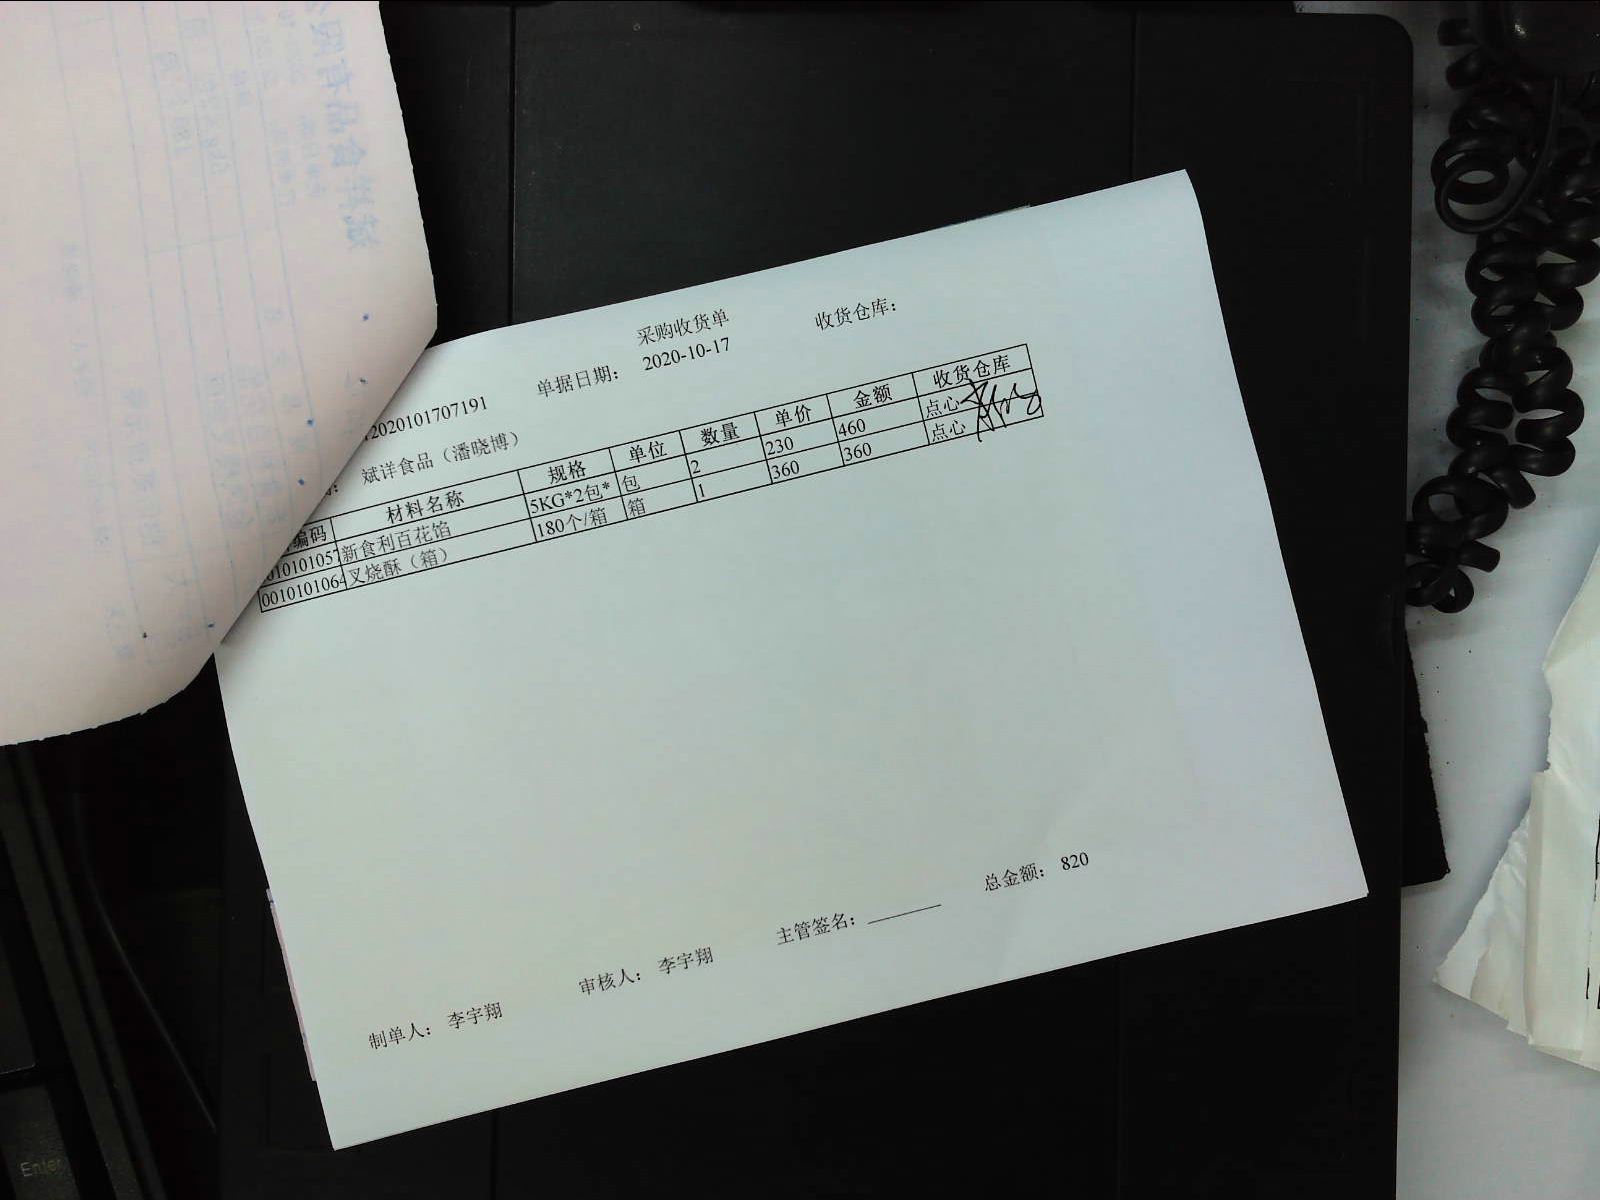 采购收货单 收货仓库：
2020101707191 单据日期： 2020-10-17
斌洋食品（潘晓博）
编码 材料名称 规格 单位 数量 单价 金额 收货仓库
010101057 新食利百花馅 5KG*2包* 包 2 230 460 点心
001010106 叉烧酥（箱） 180个/箱 箱 1 360 360 点心
总金额： 820
制单人： 李宇翔 审核人： 李宇翔 主管签名：
Enter